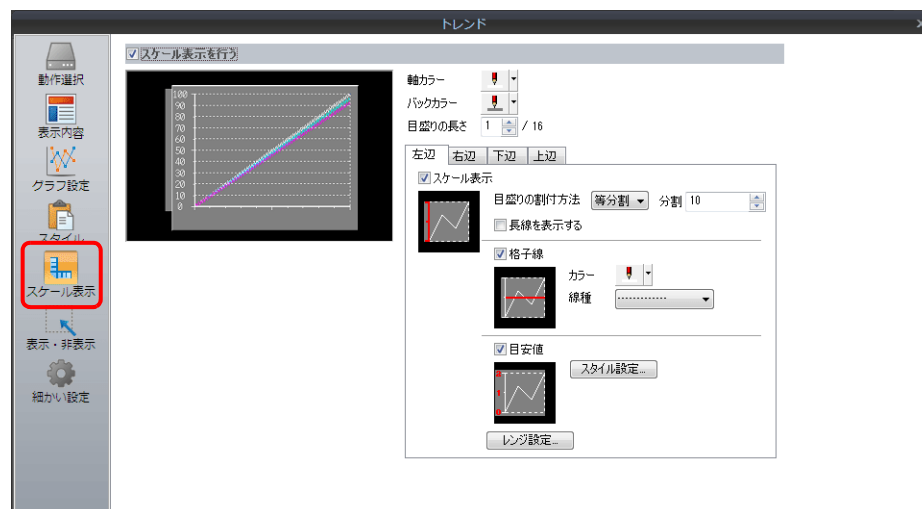 トレンド
動作選択
表示内容
グラフ設定
スタイル
スケール表示
表示・非表示
細かい設定
スケール表示を行う
100
90
80
70
60
50
40
30
20
10
0
軸カラー
バックカラー
目盛りの長さ 1 / 16
左辺 右辺 下辺 上辺
スケール表示
目盛りの割付方法 等分割 分割 10
長線を表示する
格子線
カラー
線種
目安値
2
1
0
スタイル設定...
レンジ設定...